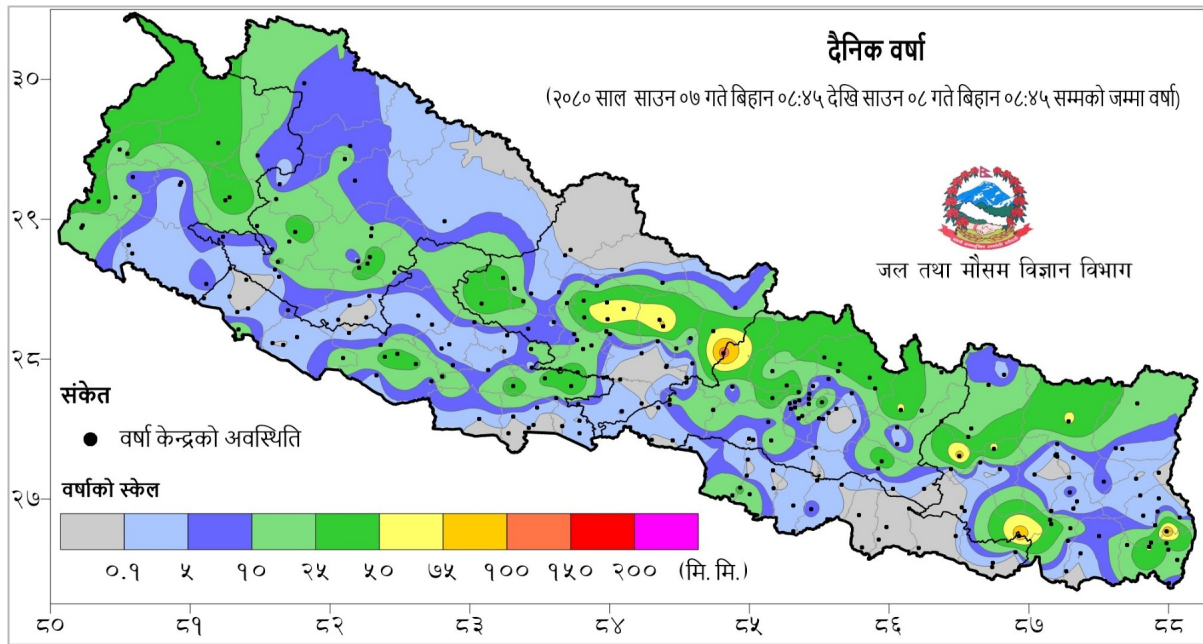 दैनिक वर्षा
(२०८० साल साउन ०७ गते बिहान ०८:४५ देखि साउन ०८ गते बिहान ०८:४५ सम्मको जम्मा वर्षा)
जल तथा मौसम विज्ञान विभाग
३०
२९
२८
२७
संकेत
वर्षा केन्द्रको अवस्थिति
वर्षाको स्केल
०.१ ५ १० २५ ५० ७५ १०० १५० २०० (मि. मि.)
८० ८१ ८२ ८३ ८४ ८५ ८६ ८७ ८८